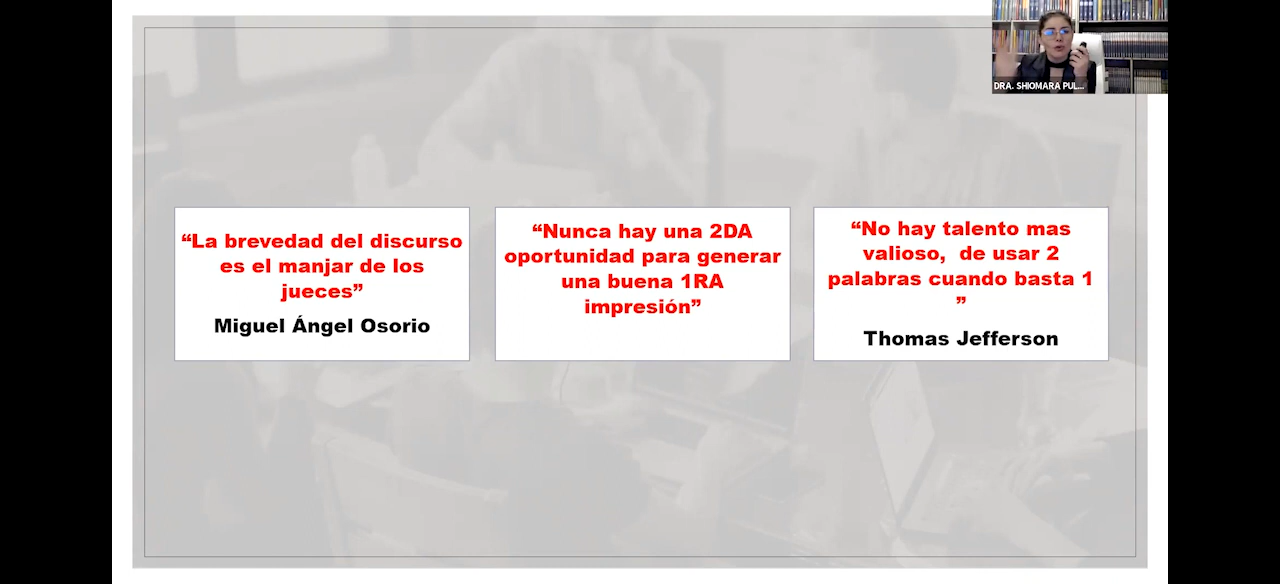 DRA. SHIOMARA PUL...
“La brevedad del discurso
es el manjar de los
jueces”
Miguel Ángel Osorio
“Nunca hay una 2DA
oportunidad para generar
una buena 1RA
impresión”
“No hay talento mas
valioso,  de usar 2
palabras cuando basta 1
”
Thomas Jefferson